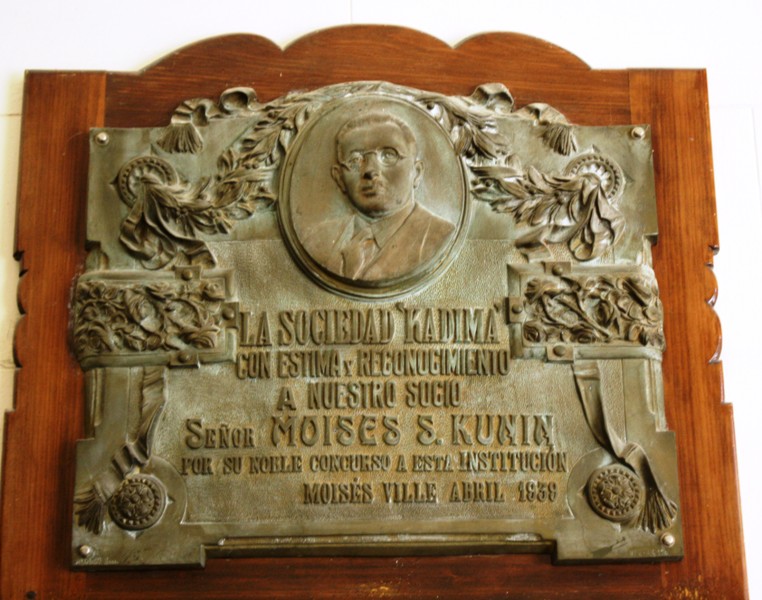 LA SOCIEDAD "KADIMA"
CON ESTIMA Y RECONOCIMIENTO
A NUESTRO SOCIO
SEÑOR MOISES S. KUNIN
POR SU NOBLE CONCURSO A ESTA INSTITUCIÓN
MOISÉS VILLE ABRIL 1939